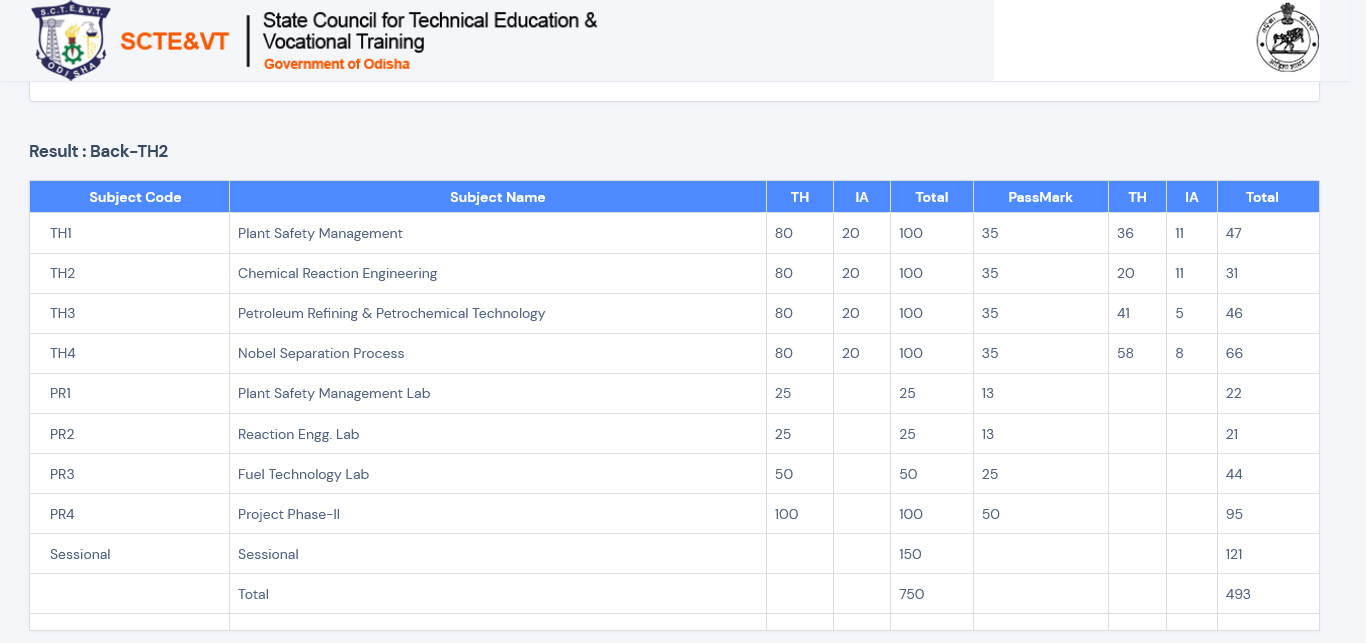 S.C.T.E.&V.T.
ODISHA
SCTE&VT
State Council for Technical Education &
Vocational Training
Government of Odisha
Result : Back-TH2
Subject Code Subject Name TH IA Total PassMark TH IA Total
TH1 Plant Safety Management 80 20 100 35 36 11 47
TH2 Chemical Reaction Engineering 80 20 100 35 20 11 31
TH3 Petroleum Refining & Petrochemical Technology 80 20 100 35 41 5 46
TH4 Nobel Separation Process 80 20 100 35 58 8 66
PR1 Plant Safety Management Lab 25 25 13 22
PR2 Reaction Engg. Lab 25 25 13 21
PR3 Fuel Technology Lab 50 50 25 44
PR4 Project Phase-II 100 100 50 95
Sessional Sessional 150 121
Total 750 493